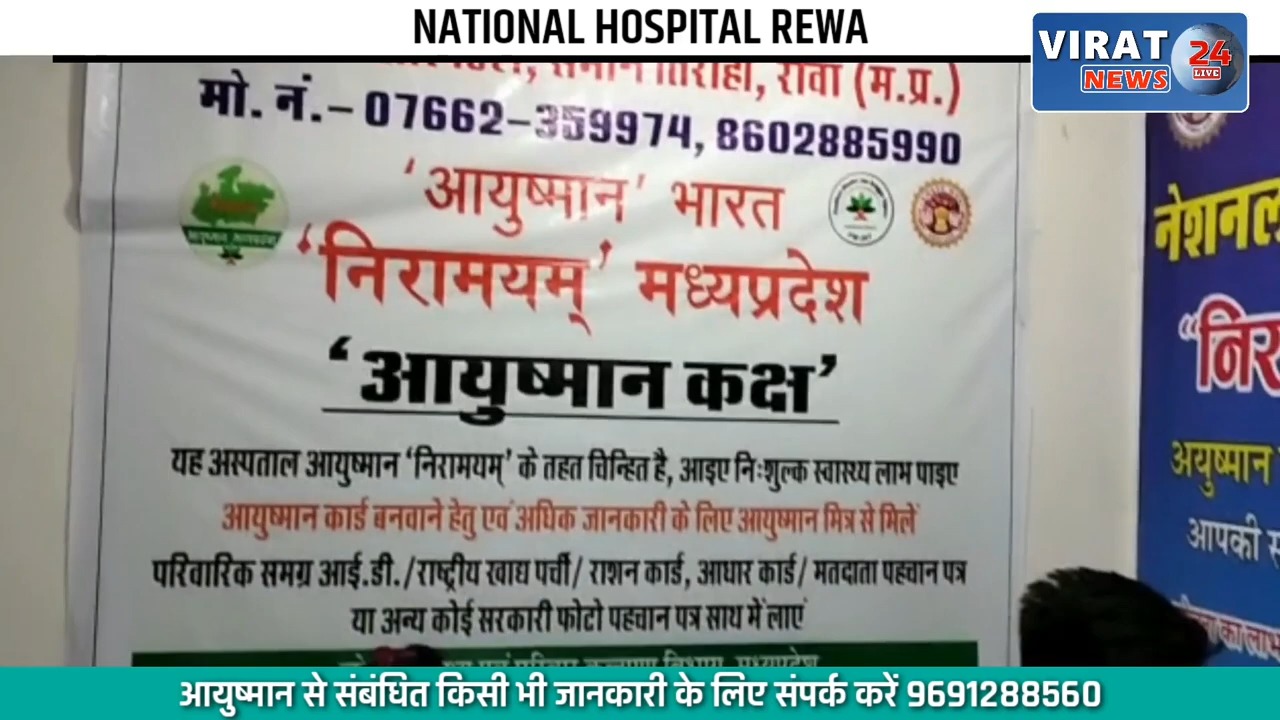 NATIONAL HOSPITAL REWA
VIRAT
24
LIVE
NEWS
तिराहा, रीवा (म.प्र.)
मो. नं.– 07662–359974, 8602885990
'आयुष्मान' भारत
'निरामयम्' मध्यप्रदेश
'आयुष्मान कक्ष'
यह अस्पताल आयुष्मान 'निरामयम्' के तहत चिन्हित है, आइए निःशुल्क स्वास्थ्य लाभ पाइए
आयुष्मान कार्ड बनवाने हेतु एवं अधिक जानकारी के लिए आयुष्मान मित्र से मिलें
परिवारिक समग्र आई.डी./राष्ट्रीय खाद्य पर्ची/ राशन कार्ड, आधार कार्ड/ मतदाता पहचान पत्र
या अन्य कोई सरकारी फोटो पहचान पत्र साथ में लाएं
नेशनल
"निर
अयुष्मान
आपकी
का लाभ
आयुष्मान से संबंधित किसी भी जानकारी के लिए संपर्क करें 9691288560